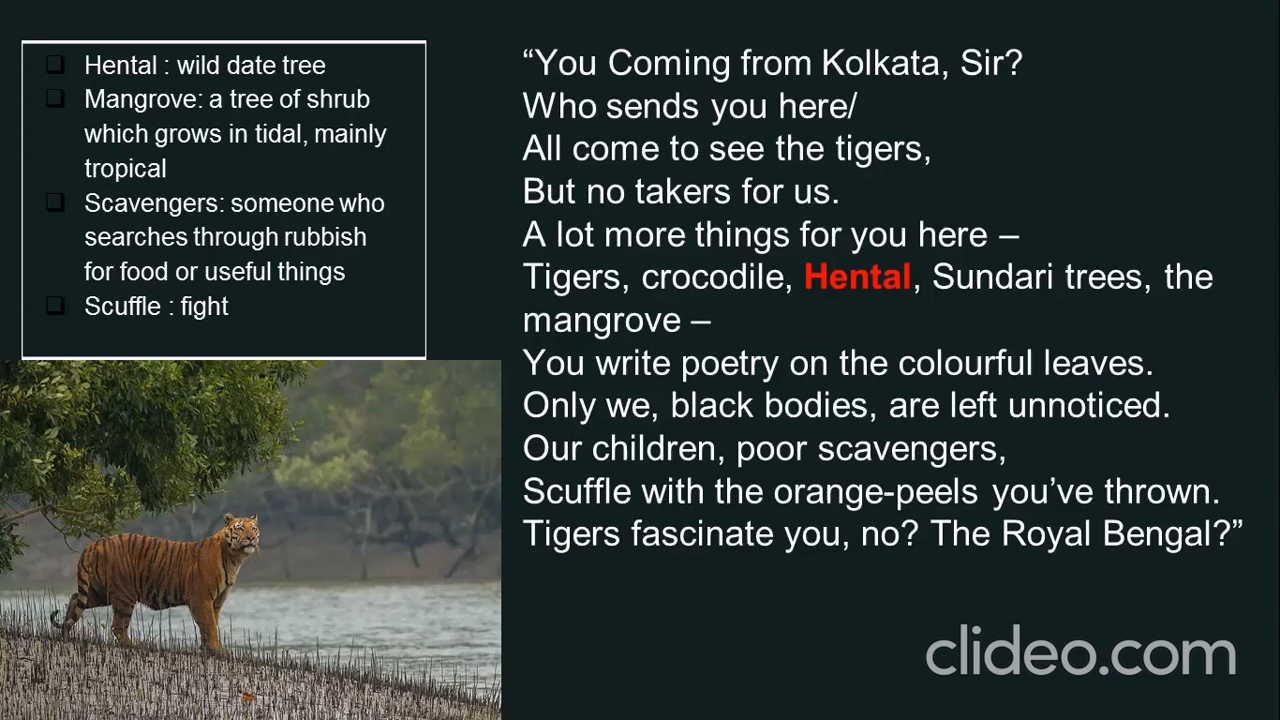 Hental : wild date tree
Mangrove: a tree of shrub
which grows in tidal, mainly
tropical
Scavengers: someone who
searches through rubbish
for food or useful things
Scuffle : fight
“You Coming from Kolkata, Sir?
Who sends you here/
All come to see the tigers,
But no takers for us.
A lot more things for you here –
Tigers, crocodile, Hental, Sundari trees, the
mangrove –
You write poetry on the colourful leaves.
Only we, black bodies, are left unnoticed.
Our children, poor scavengers,
Scuffle with the orange-peels you’ve thrown.
Tigers fascinate you, no? The Royal Bengal?”
clideo.com